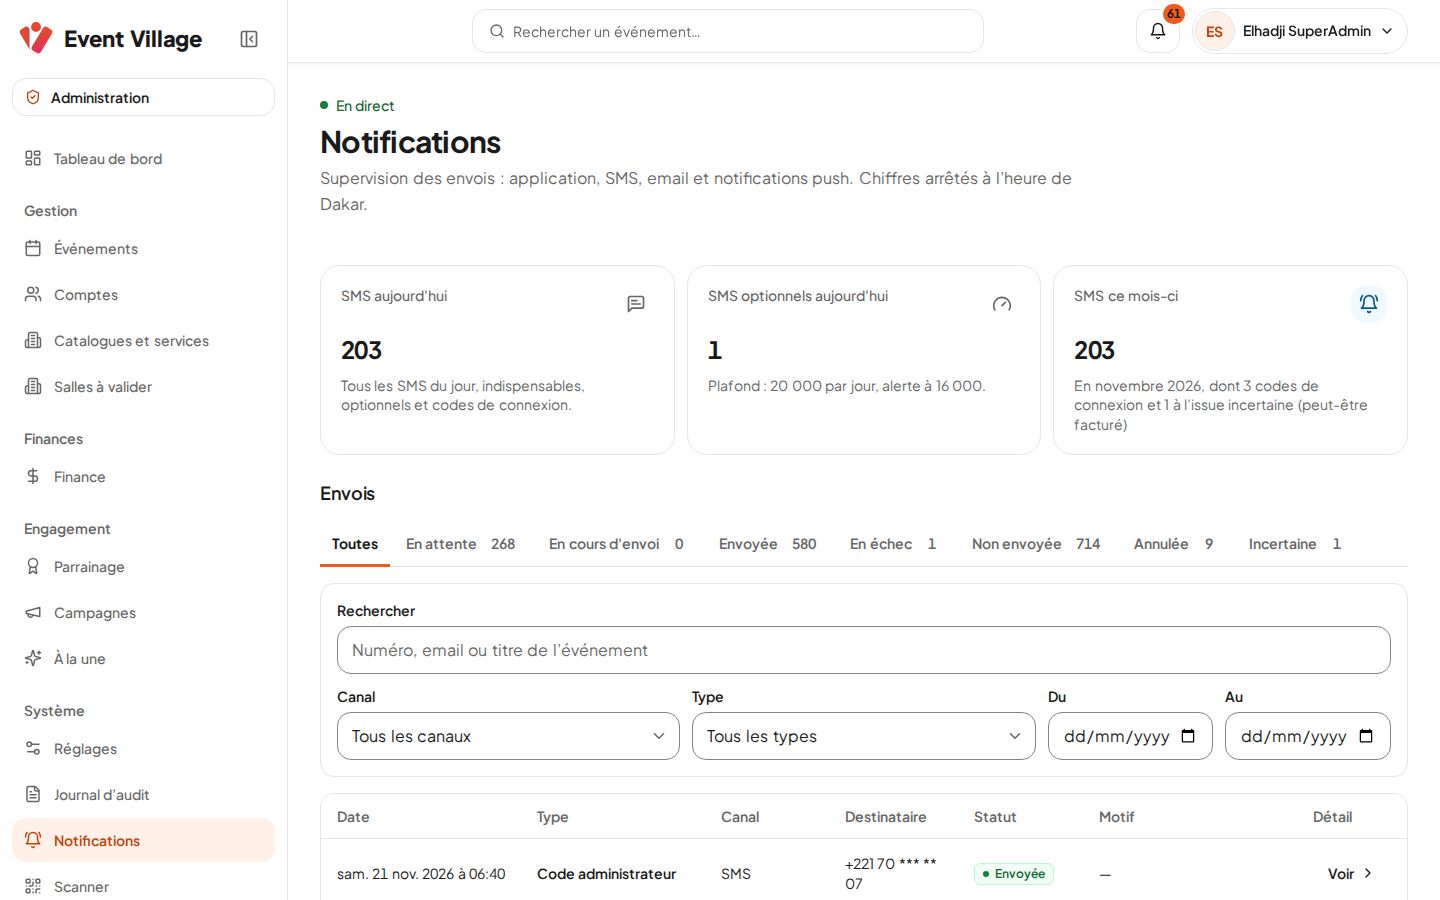 Event Village
Rechercher un événement...
61
ES
Elhadji SuperAdmin
Administration
Tableau de bord
Gestion
Événements
Comptes
Catalogues et services
Salles à valider
Finances
Finance
Engagement
Parrainage
Campagnes
À la une
Système
Réglages
Journal d’audit
Notifications
Scanner
En direct
Notifications
Supervision des envois : application, SMS, email et notifications push. Chiffres arrêtés à l’heure de
Dakar.
SMS aujourd'hui
203
Tous les SMS du jour, indispensables,
optionnels et codes de connexion.
SMS optionnels aujourd'hui
1
Plafond : 20 000 par jour, alerte à 16 000.
SMS ce mois-ci
203
En novembre 2026, dont 3 codes de
connexion et 1 à l’issue incertaine (peut-être
facturé)
Envois
Toutes En attente 268 En cours d'envoi 0 Envoyée 580 En échec 1 Non envoyée 714 Annulée 9 Incertaine 1
Rechercher
Numéro, email ou titre de l’événement
Canal Type Du Au
Tous les canaux Tous les types dd/mm/yyyy dd/mm/yyyy
Date Type Canal Destinataire Statut Motif Détail
sam. 21 nov. 2026 à 06:40 Code administrateur SMS +221 70 *** ** 07 Envoyée — Voir